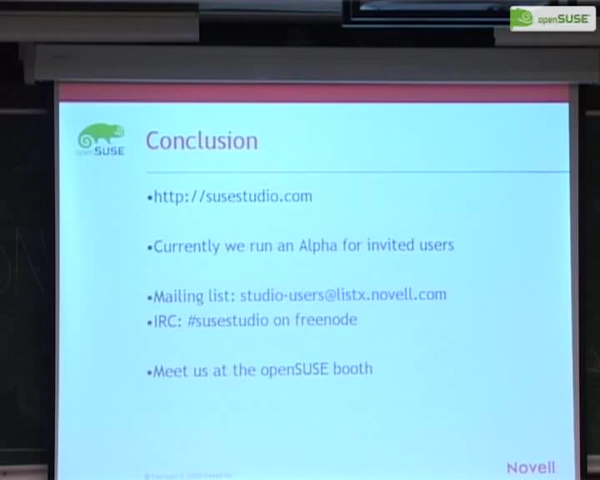 openSUSE
openSUSE
Conclusion
•http://susestudio.com
•Currently we run an Alpha for invited users
•Mailing list: studio-users@listx.novell.com
•IRC: #susestudio on freenode
•Meet us at the openSUSE booth
Novell